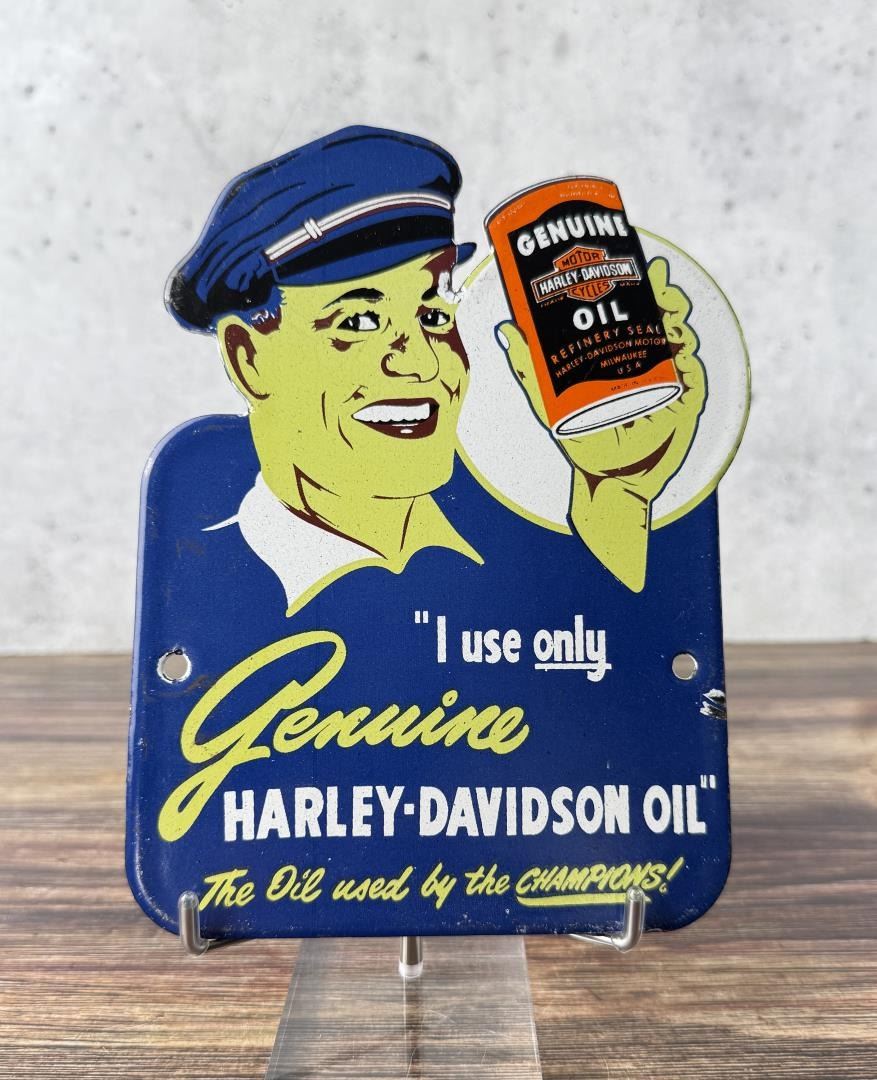 GENUINE
MOTOR
HARLEY-DAVIDSON
CYCLES
OIL
REFINERY SEAL
HARLEY-DAVIDSON MOTOR
MILWAUKEE
U S A
"I use only
Genuine
HARLEY-DAVIDSON OIL"
The Oil used by the CHAMPIONS!